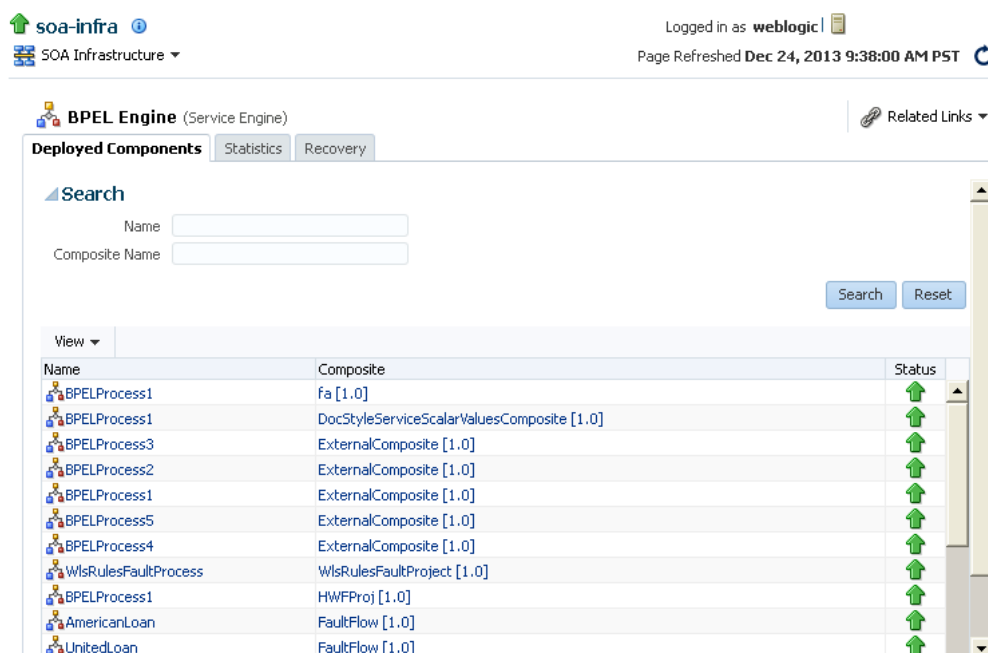 soa-infra
Logged in as weblogic
SOA Infrastructure
Page Refreshed Dec 24, 2013 9:38:00 AM PST
BPEL Engine (Service Engine)
Related Links
Deployed Components Statistics Recovery
Search
Name
Composite Name
Search Reset
View
Name Composite Status
BPELProcess1 fa [1.0]
BPELProcess1 DocStyleServiceScalarValuesComposite [1.0]
BPELProcess3 ExternalComposite [1.0]
BPELProcess2 ExternalComposite [1.0]
BPELProcess1 ExternalComposite [1.0]
BPELProcess5 ExternalComposite [1.0]
BPELProcess4 ExternalComposite [1.0]
WlsRulesFaultProcess WlsRulesFaultProject [1.0]
BPELProcess1 HWFProj [1.0]
AmericanLoan FaultFlow [1.0]
UnitedLoan FaultFlow [1.0]